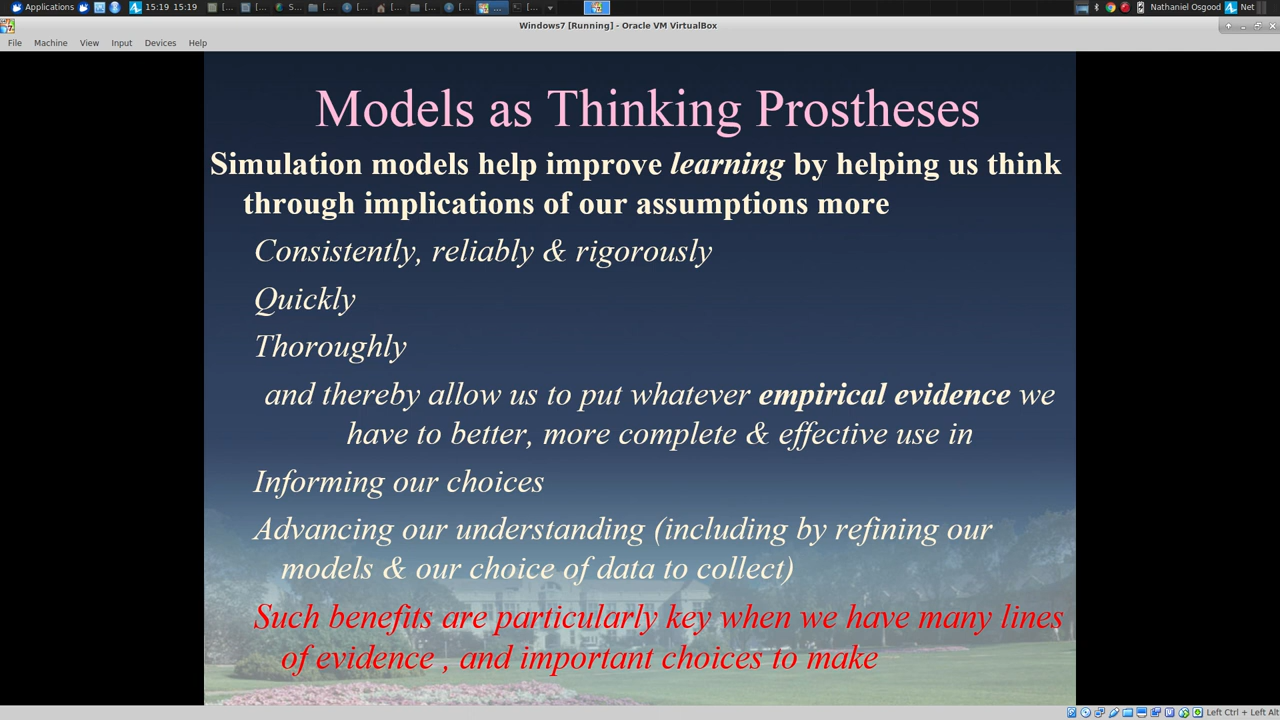 Applications 15:19 15:19 [... [... S... [... [... [... [... [... [... Nathaniel Osgood Net
Windows7 [Running] - Oracle VM VirtualBox
File Machine View Input Devices Help
Models as Thinking Prostheses
Simulation models help improve learning by helping us think
through implications of our assumptions more
Consistently, reliably & rigorously
Quickly
Thoroughly
and thereby allow us to put whatever empirical evidence we
have to better, more complete & effective use in
Informing our choices
Advancing our understanding (including by refining our
models & our choice of data to collect)
Such benefits are particularly key when we have many lines
of evidence , and important choices to make
Left Ctrl + Left Alt